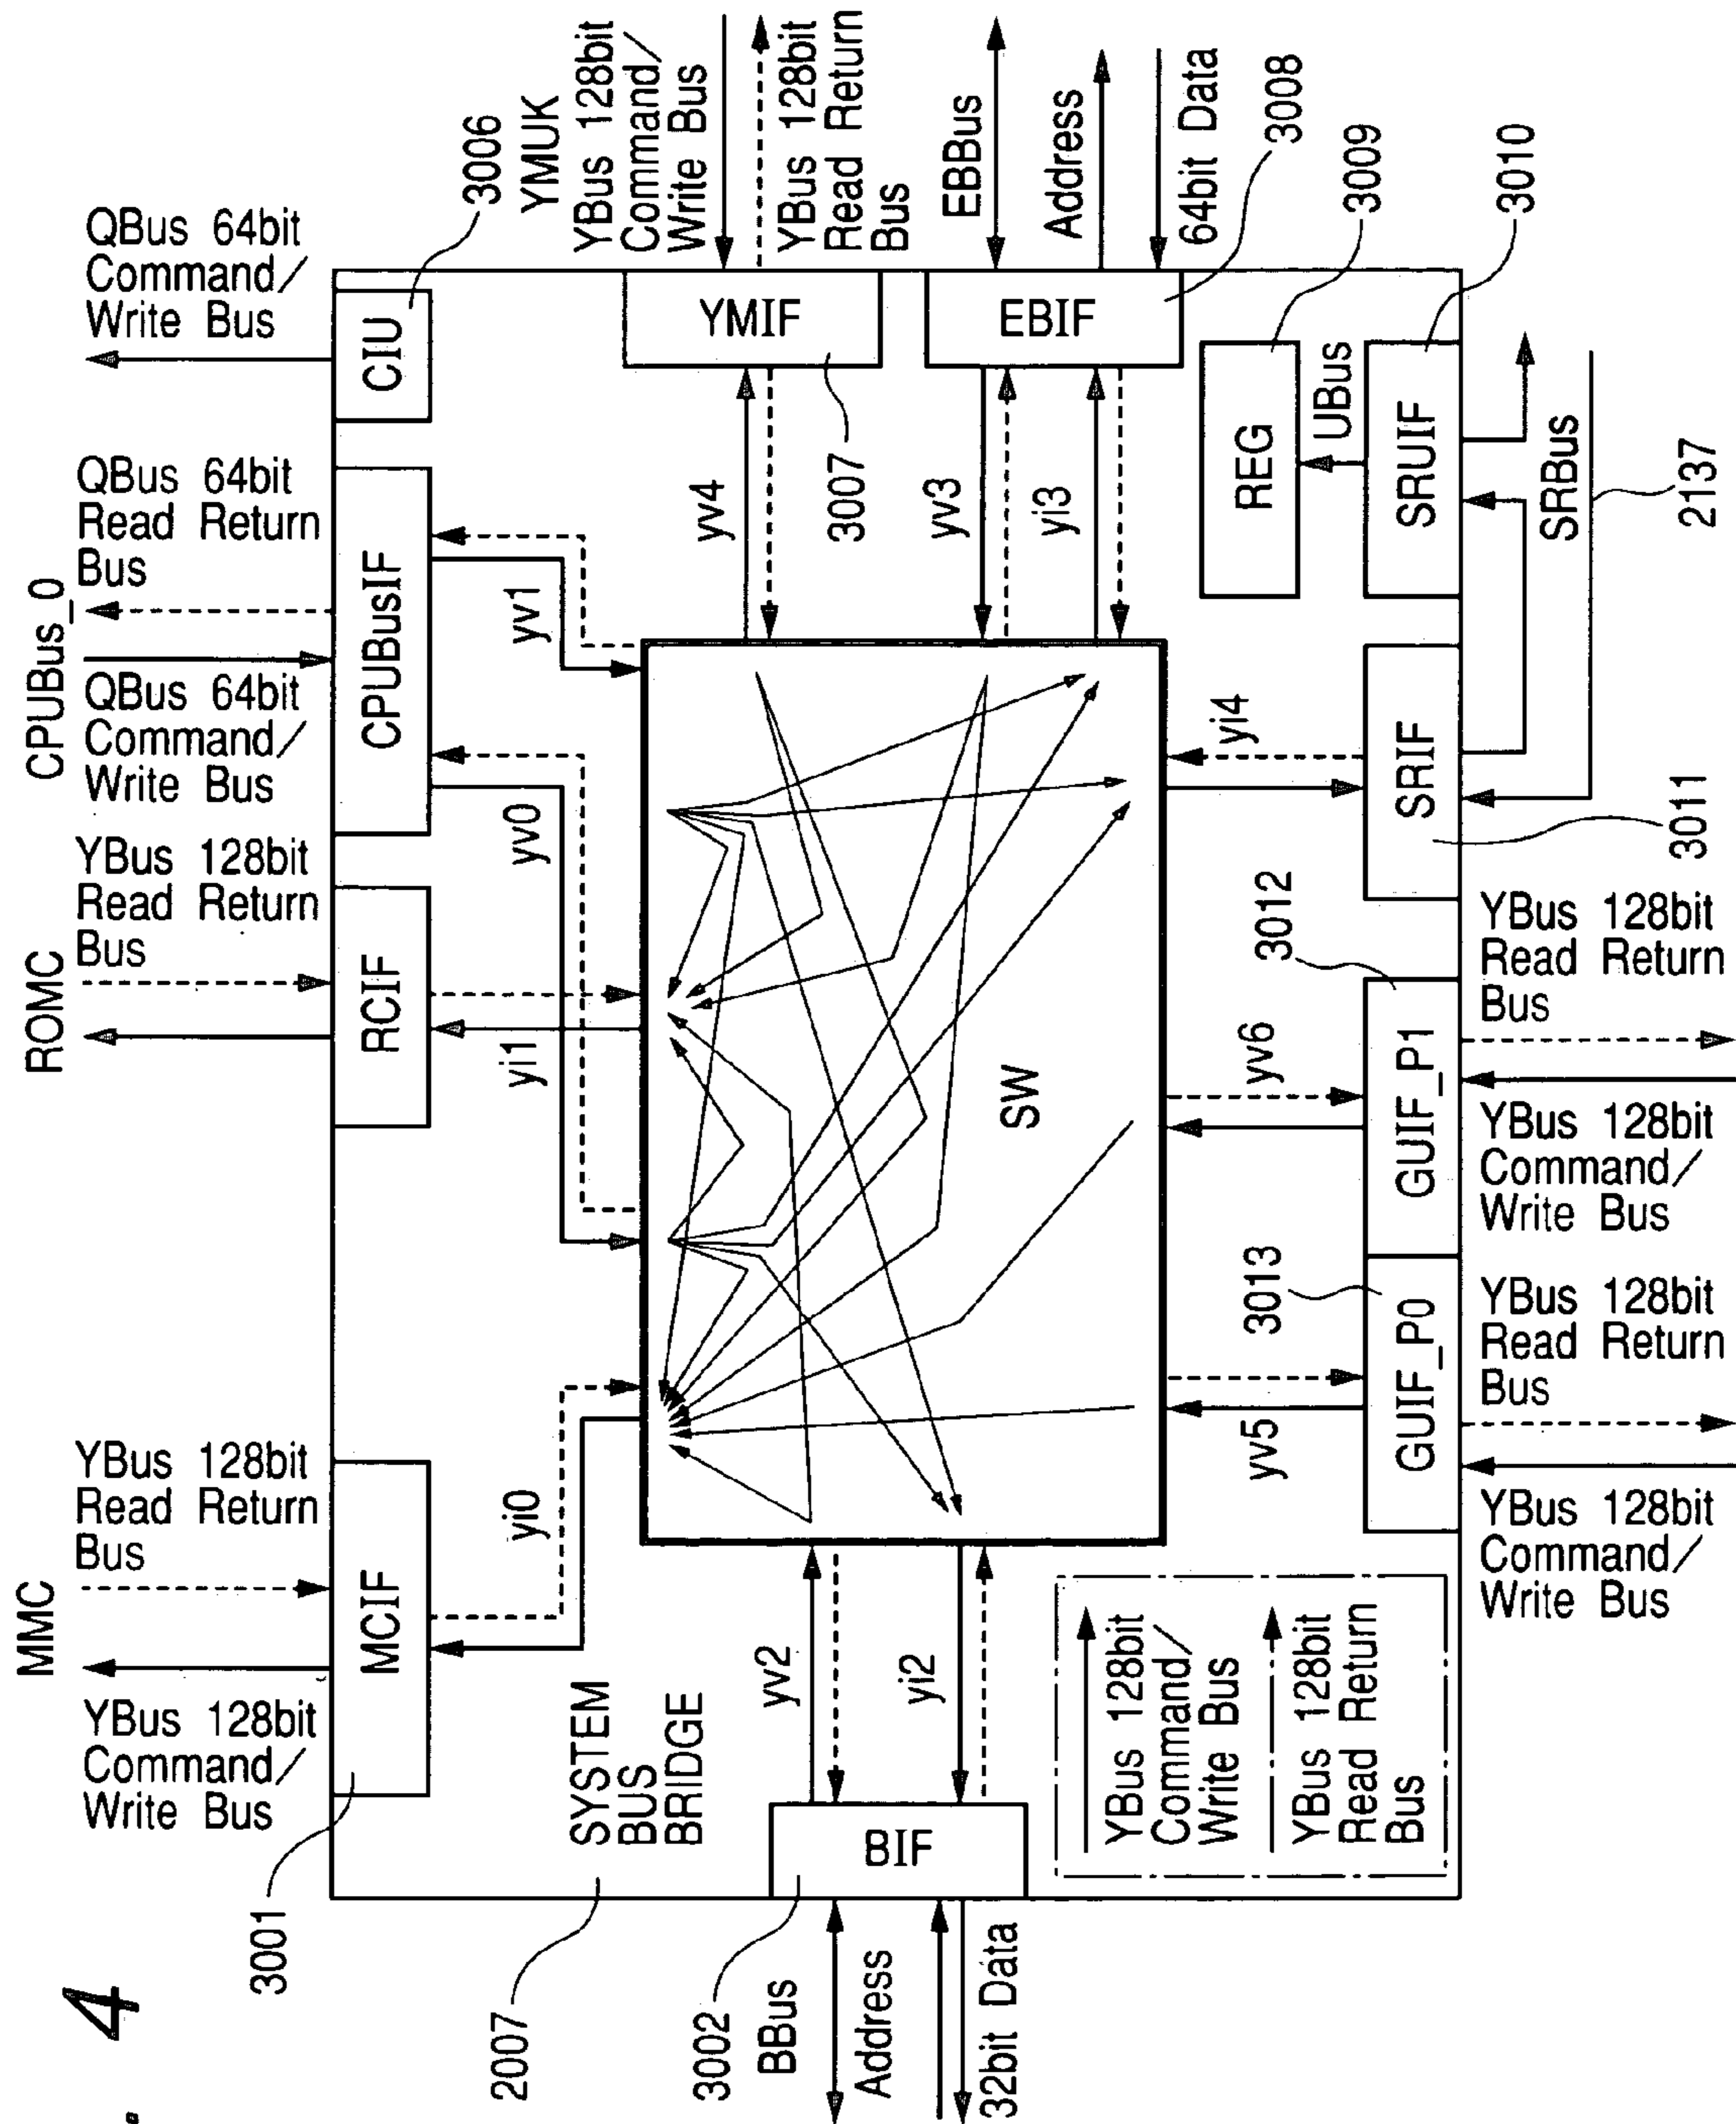 4
MMC
YBus 128bit
Read Return
Bus
YBus 128bit
Command/
Write Bus
3001
MCIF
yi0
ROMC
YBus 128bit
Read Return
Bus
RCIF
yi1
CPUBus_0
QBus 64bit
Command/
Write Bus
QBus 64bit
Read Return
Bus
CPUBusIF
yv0
yv1
QBus 64bit
Command/
Write Bus
CIU
3006
YMUK
YBus 128bit
Command/
Write Bus
YBus 128bit
Read Return
Bus
YMIF
3007
yv4
EBBus
Address
64bit Data
EBIF
3008
yv3
yi3
REG
3009
UBus
SRUIF
3010
SRBus
2137
SRIF
3011
yi4
SW
SYSTEM
BUS
BRIDGE
2007
3002
BBus
Address
32bit Data
BIF
yv2
yi2
YBus 128bit
Command/
Write Bus
YBus 128bit
Read Return
Bus
yv5
3013
GUIF_P0
YBus 128bit
Command/
Write Bus
YBus 128bit
Read Return
Bus
yv6
3012
GUIF_P1
YBus 128bit
Command/
Write Bus
YBus 128bit
Read Return
Bus